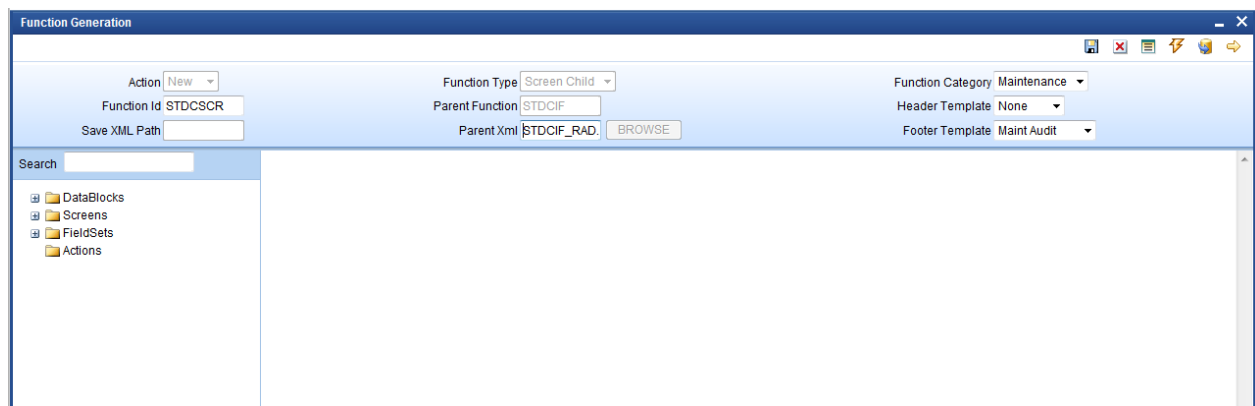 Function Generation
Action New Function Type Screen Child Function Category Maintenance
Function Id STDCSCR Parent Function STDCIF Header Template None
Save XML Path Parent Xml STDCIF_RAD. BROWSE Footer Template Maint Audit
Search
DataBlocks
Screens
FieldSets
Actions